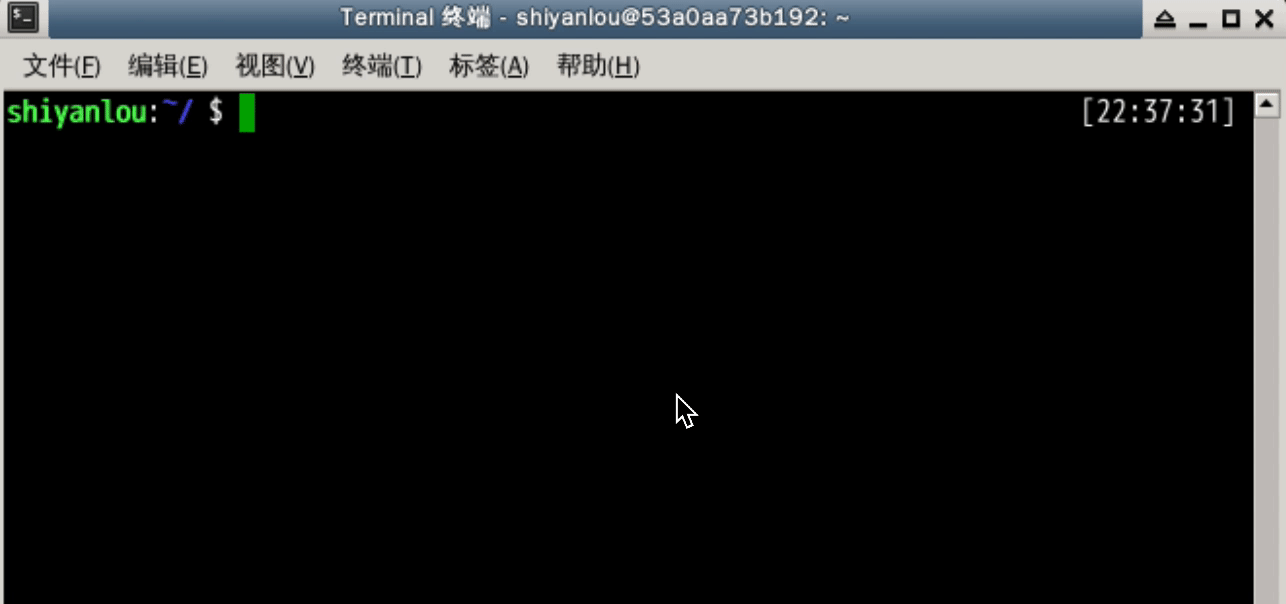 Terminal 终端 - shiyanlou@53a0aa73b192: ~
文件(F) 编辑(E) 视图(V) 终端(T) 标签(A) 帮助(H)
shiyanlou:~/ $ [22:37:31]